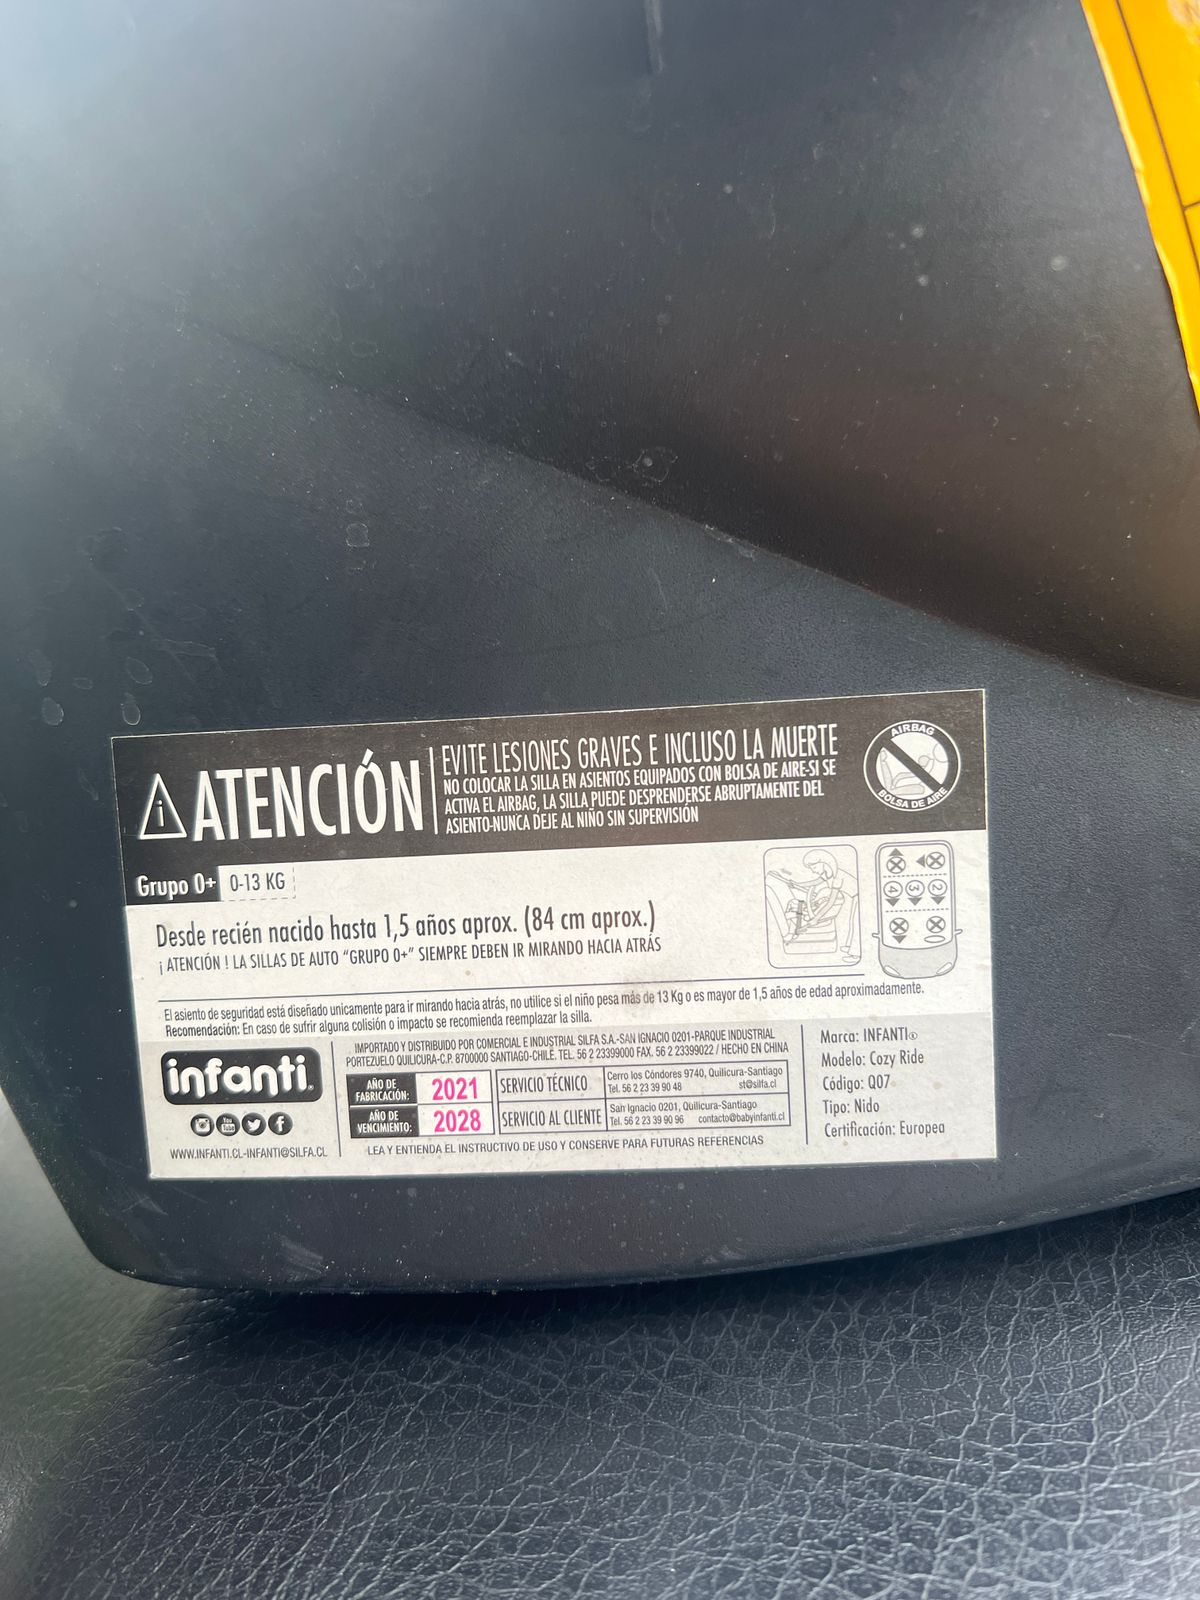 ATENCIÓN
EVITE LESIONES GRAVES E INCLUSO LA MUERTE
NO COLOCAR LA SILLA EN ASIENTOS EQUIPADOS CON BOLSA DE AIRE-SI SE
ACTIVA EL AIRBAG, LA SILLA PUEDE DESPRENDERSE ABRUPTAMENTE DEL
ASIENTO-NUNCA DEJE AL NIÑO SIN SUPERVISIÓN
AIRBAG
BOLSA DE AIRE
Grupo 0+ 0-13 KG
Desde recién nacido hasta 1,5 años aprox. (84 cm aprox.)
¡ ATENCIÓN ! LA SILLAS DE AUTO "GRUPO 0+" SIEMPRE DEBEN IR MIRANDO HACIA ATRÁS
4 3 2
El asiento de seguridad está diseñado unicamente para ir mirando hacia atrás, no utilice si el niño pesa más de 13 Kg o es mayor de 1,5 años de edad aproximadamente.
Recomendación: En caso de sufrir alguna colisión o impacto se recomienda reemplazar la silla.
infanti
You Tube
WWW.INFANTI.CL-INFANTI@SILFA.CL
IMPORTADO Y DISTRIBUIDO POR COMERCIAL E INDUSTRIAL SILFA S.A.-SAN IGNACIO 0201-PARQUE INDUSTRIAL
PORTEZUELO QUILICURA-C.P. 8700000 SANTIAGO-CHILE. TEL. 56 2 23399000 FAX. 56 2 23399022 / HECHO EN CHINA
AÑO DE
FABRICACIÓN: 2021
SERVICIO TÉCNICO
Cerro los Cóndores 9740, Quilicura-Santiago
Tel. 56 2 23 39 90 48 st@silfa.cl
AÑO DE
VENCIMIENTO: 2028
SERVICIO AL CLIENTE
San Ignacio 0201, Quilicura-Santiago
Tel. 56 2 23 39 90 96 contacto@babyinfanti.cl
LEA Y ENTIENDA EL INSTRUCTIVO DE USO Y CONSERVE PARA FUTURAS REFERENCIAS
Marca: INFANTI®
Modelo: Cozy Ride
Código: Q07
Tipo: Nido
Certificación: Europea